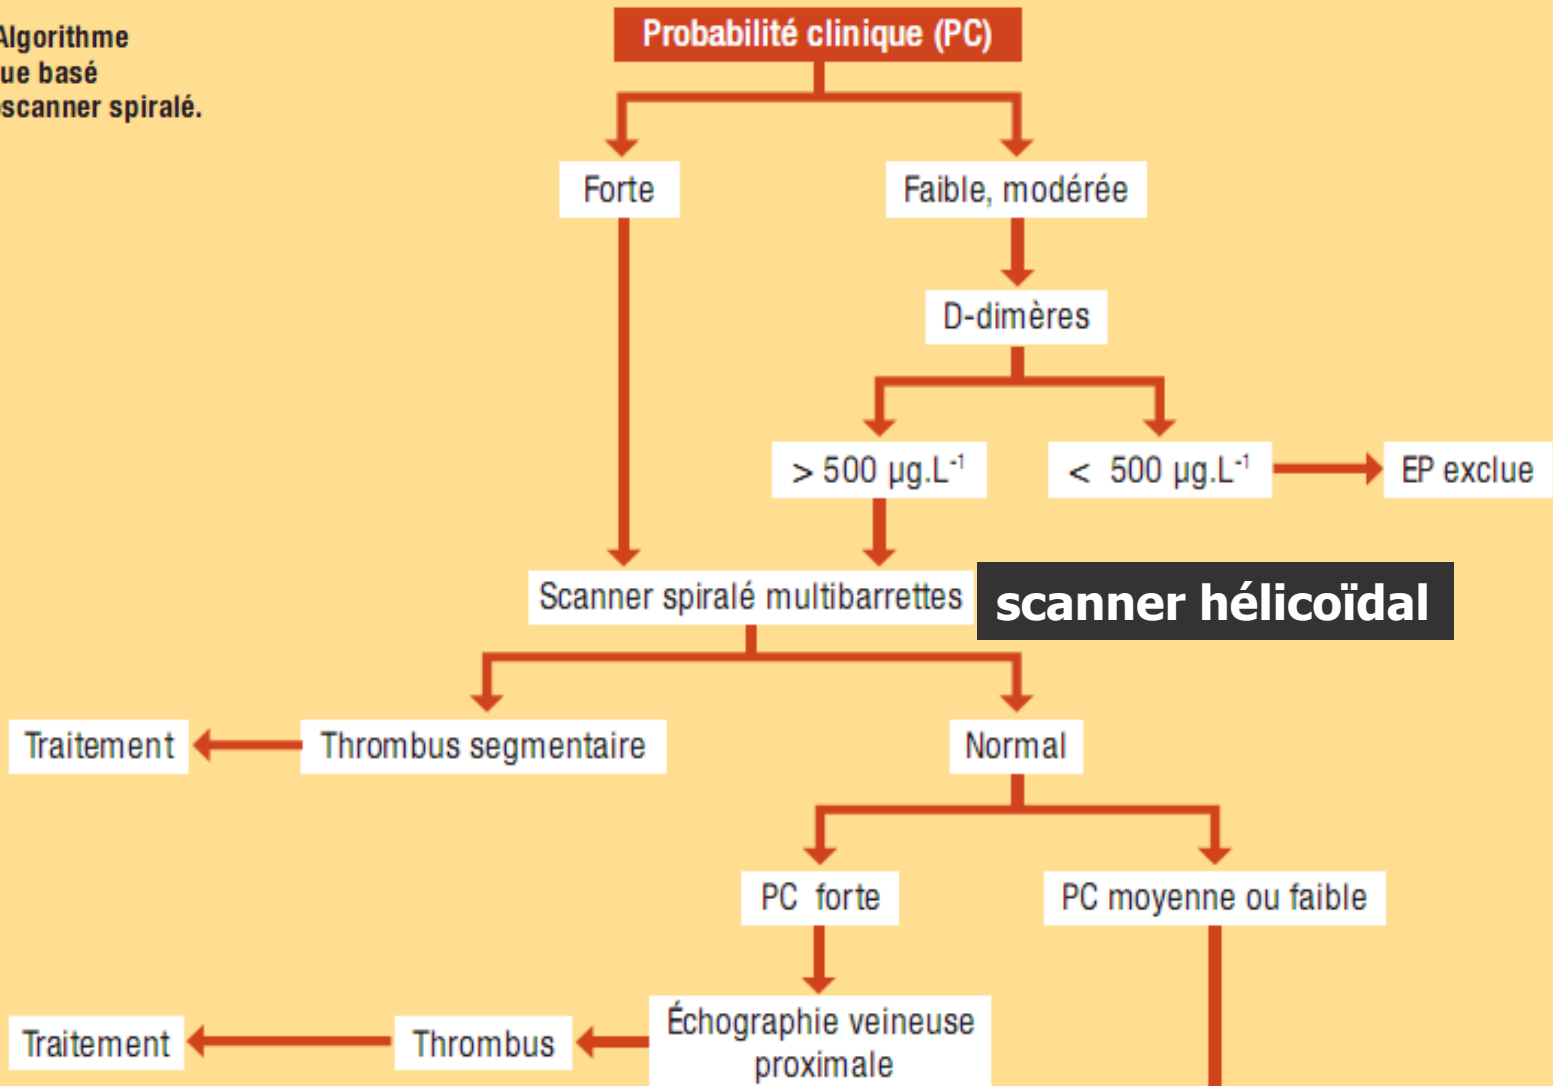 Algorithme
ue basé
scanner spiralé.
Probabilité clinique (PC)
Forte
Faible, modérée
D-dimères
> 500 µg.L⁻¹
< 500 µg.L⁻¹
EP exclue
Scanner spiralé multibarrettes
scanner hélicoïdal
Traitement
Thrombus segmentaire
Normal
PC forte
PC moyenne ou faible
Traitement
Thrombus
Échographie veineuse
proximale